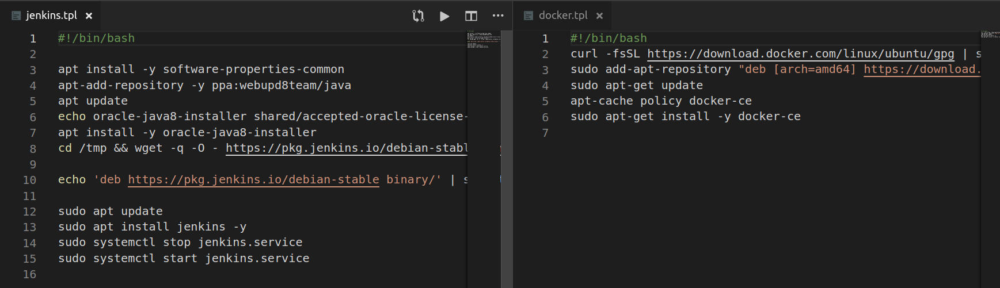 jenkins.tpl
1 #!/bin/bash
2
3 apt install -y software-properties-common
4 apt-add-repository -y ppa:webupd8team/java
5 apt update
6 echo oracle-java8-installer shared/accepted-oracle-license-
7 apt install -y oracle-java8-installer
8 cd /tmp && wget -q -O - https://pkg.jenkins.io/debian-stabl
9
10 echo 'deb https://pkg.jenkins.io/debian-stable binary/' | s
11
12 sudo apt update
13 sudo apt install jenkins -y
14 sudo systemctl stop jenkins.service
15 sudo systemctl start jenkins.service
16
docker.tpl
1 #!/bin/bash
2 curl -fsSL https://download.docker.com/linux/ubuntu/gpg | s
3 sudo add-apt-repository "deb [arch=amd64] https://download.
4 sudo apt-get update
5 apt-cache policy docker-ce
6 sudo apt-get install -y docker-ce
7